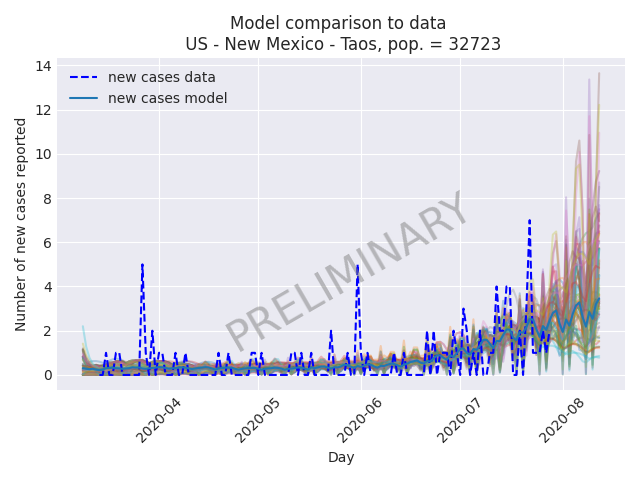 Model comparison to data
US - New Mexico - Taos, pop. = 32723
new cases data
new cases model
PRELIMINARY
Number of new cases reported
14
12
10
8
6
4
2
0
2020-04
2020-05
2020-06
2020-07
2020-08
Day